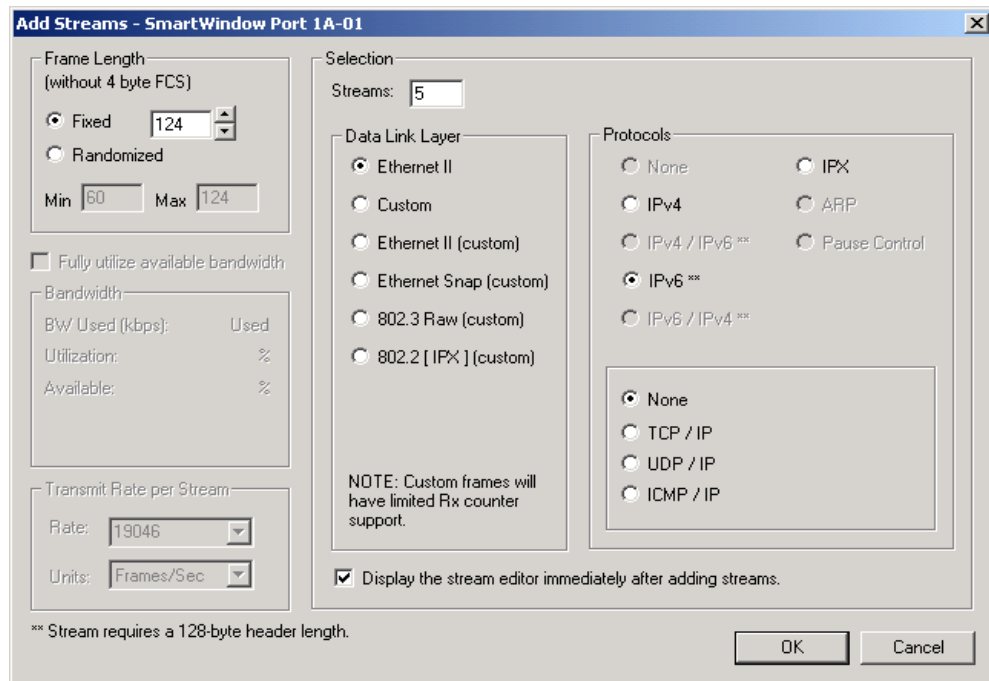 Add Streams - SmartWindow Port 1A-01
Frame Length
(without 4 byte FCS)
Fixed 124
Randomized
Min 60 Max 124
Fully utilize available bandwidth
Bandwidth
BW Used (kbps): Used
Utilization: %
Available: %
Transmit Rate per Stream
Rate: 19046
Units: Frames/Sec
Selection
Streams: 5
Data Link Layer
Ethernet II
Custom
Ethernet II (custom)
Ethernet Snap (custom)
802.3 Raw (custom)
802.2 [ IPX ] (custom)
NOTE: Custom frames will
have limited Rx counter
support.
Protocols
None IPX
IPv4 ARP
IPv4 / IPv6 ** Pause Control
IPv6 **
IPv6 / IPv4 **
None
TCP / IP
UDP / IP
ICMP / IP
Display the stream editor immediately after adding streams.
** Stream requires a 128-byte header length.
OK Cancel